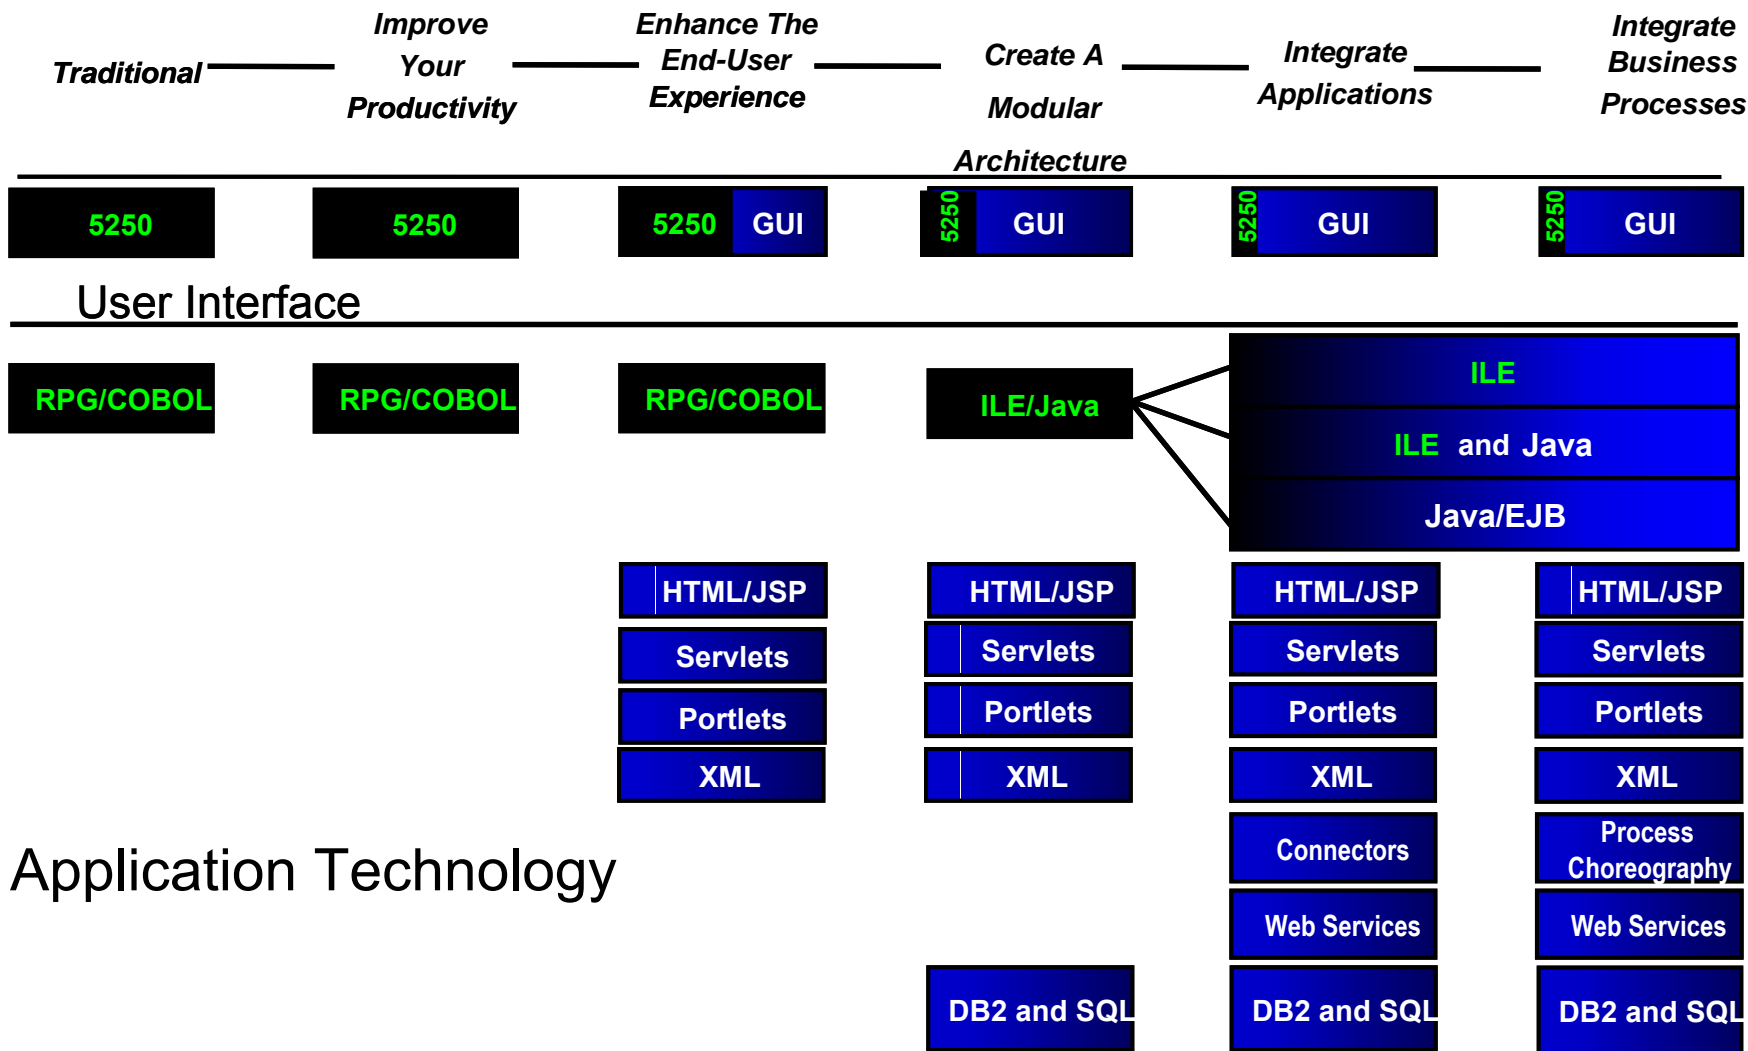 Traditional
Improve
Your
Productivity
Enhance The
End-User
Experience
Create A
Modular
Architecture
Integrate
Applications
Integrate
Business
Processes
5250
5250
5250 GUI
5250 GUI
5250 GUI
5250 GUI
User Interface
RPG/COBOL
RPG/COBOL
RPG/COBOL
ILE/Java
ILE
ILE and Java
Java/EJB
HTML/JSP
HTML/JSP
HTML/JSP
HTML/JSP
Servlets
Servlets
Servlets
Servlets
Portlets
Portlets
Portlets
Portlets
XML
XML
XML
XML
Application Technology
Connectors
Process
Choreography
Web Services
Web Services
DB2 and SQL
DB2 and SQL
DB2 and SQL